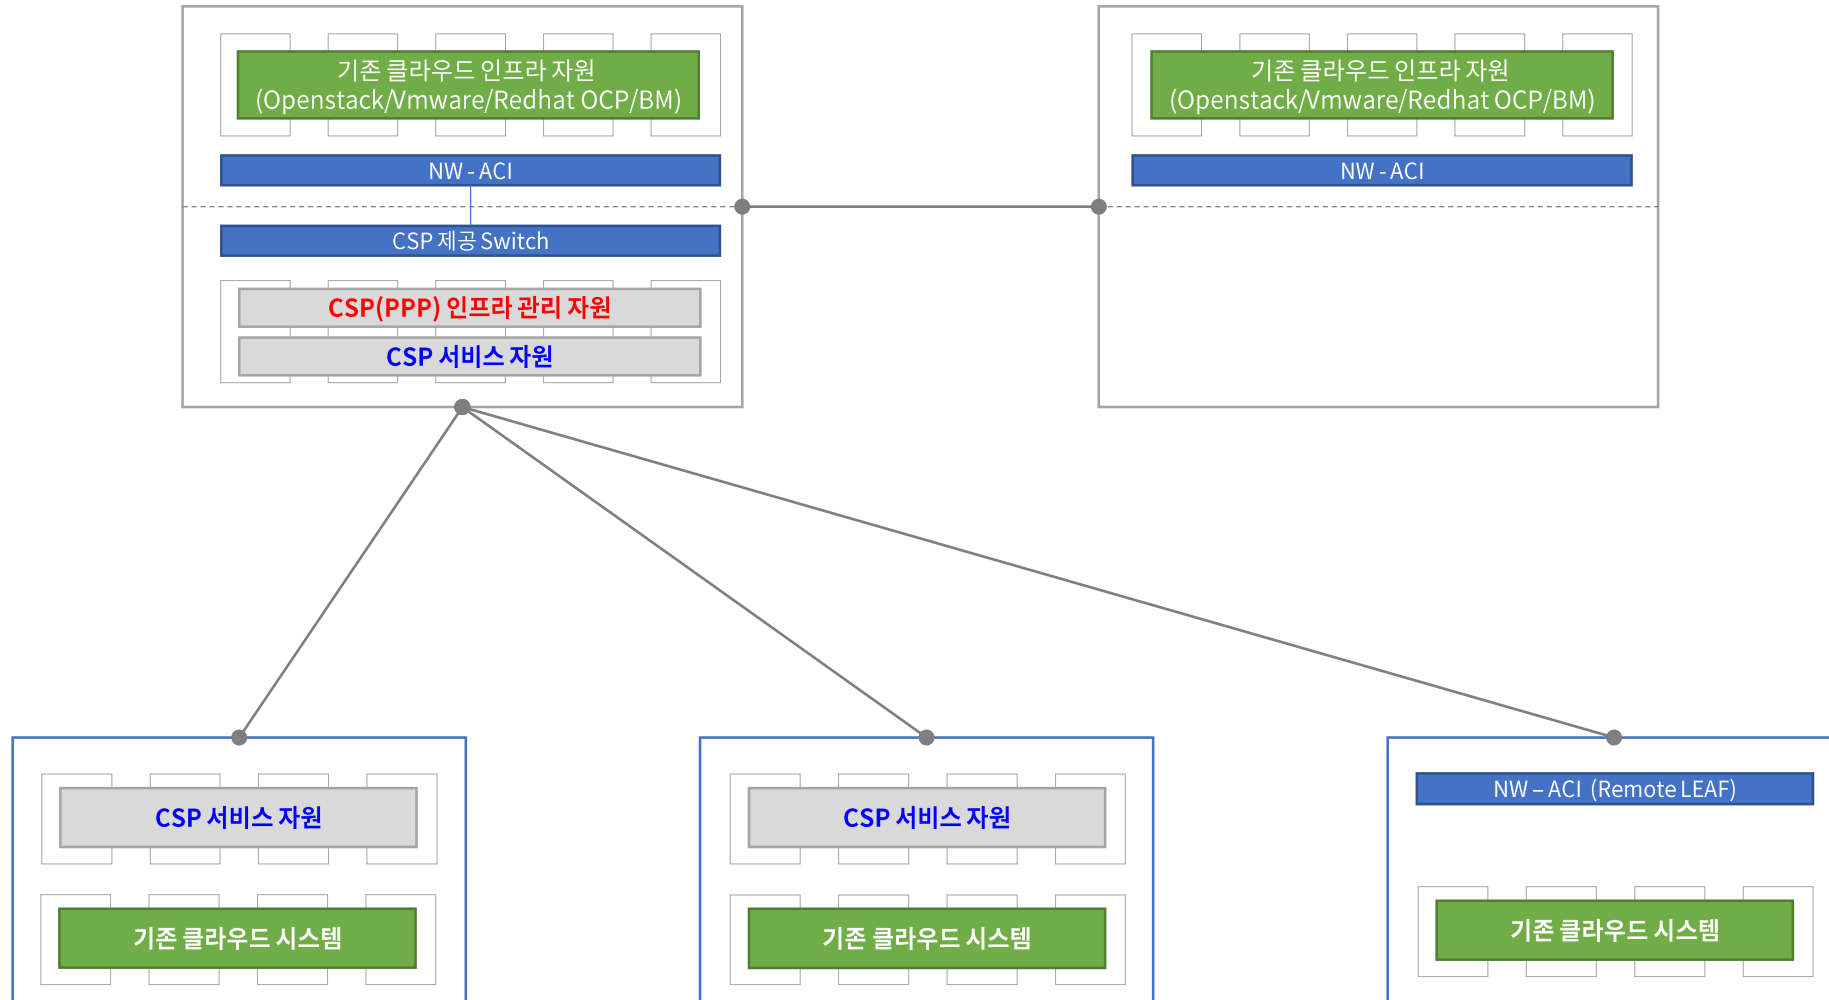 기존 클라우드 인프라 자원
(Openstack/Vmware/Redhat OCP/BM)
NW - ACI
CSP 제공 Switch
CSP(PPP) 인프라 관리 자원
CSP 서비스 자원
기존 클라우드 인프라 자원
(Openstack/Vmware/Redhat OCP/BM)
NW - ACI
CSP 서비스 자원
기존 클라우드 시스템
CSP 서비스 자원
기존 클라우드 시스템
NW – ACI (Remote LEAF)
기존 클라우드 시스템